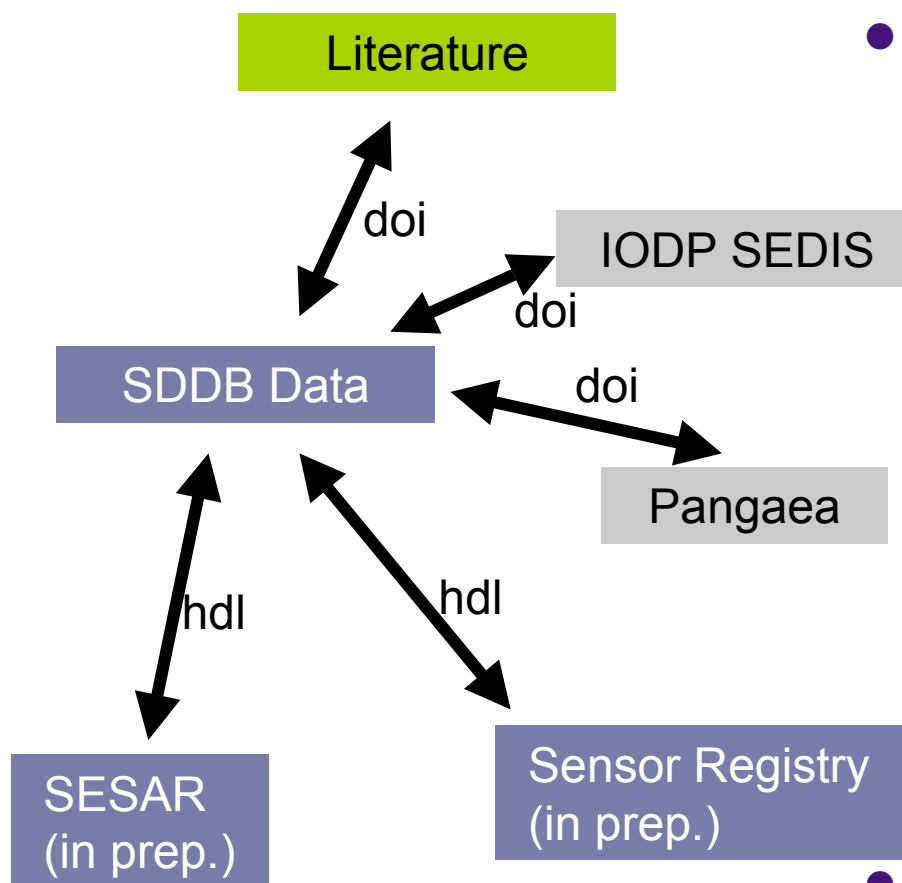 Literature
doi
IODP SEDIS
doi
SDDB Data
doi
Pangaea
hdl
hdl
SESAR
(in prep.)
Sensor Registry
(in prep.)